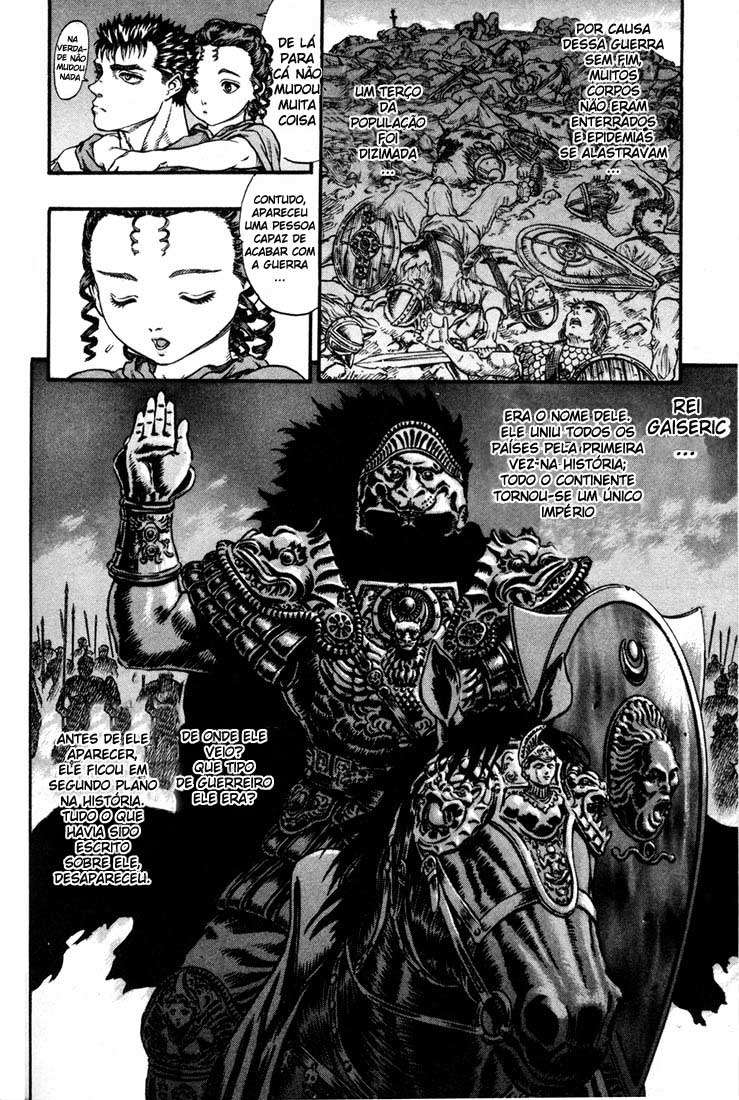 POR CAUSA
DESSA GUERRA
SEM FIM,
MUITOS
CORPOS
NÃO ERAM
ENTERRADOS
E EPIDEMIAS
SE ALASTRAVAM
...
UM TERÇO
DA
POPULAÇÃO
FOI
DIZIMADA
...
DE LÁ
PARA
CÁ NÃO
MUDOU
MUITA
COISA
NA
VERDA-
DE NÃO
MUDOU
NADA
CONTUDO,
APARECEU
UMA PESSOA
CAPAZ DE
ACABAR COM
A GUERRA
...
REI
GAISERIC
...
ERA O NOME DELE.
ELE UNIU TODOS OS
PAÍSES PELA PRIMEIRA
VEZ-NA HISTÓRIA;
TODO O CONTINENTE
TORNOU-SE UM ÚNICO
IMPÉRIO
DE ONDE ELE
VEIO?
QUE TIPO
DE GUERREIRO
ELE ERA?
ANTES DE ELE
APARECER,
ELE FICOU EM
SEGUNDO PLANO
NA HISTÓRIA.
TUDO O QUE
HAVIA SIDO
ESCRITO
SOBRE ELE,
DESAPARECEU.